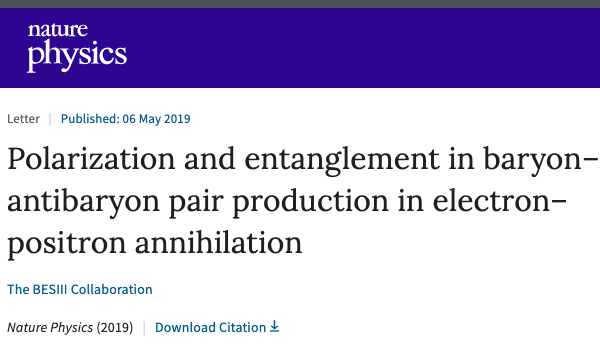 nature
physics
Letter | Published: 06 May 2019
Polarization and entanglement in baryon–
antibaryon pair production in electron–
positron annihilation
The BESIII Collaboration
Nature Physics (2019) | Download Citation